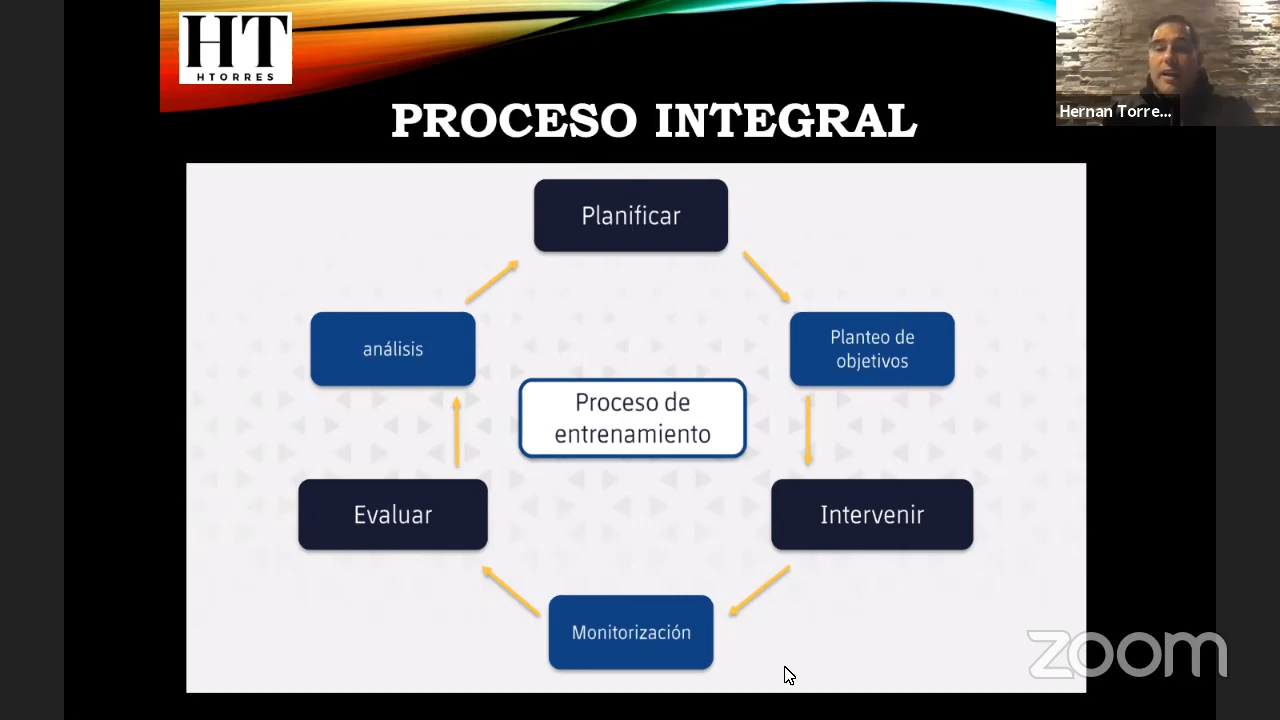 HT
HTORRES
Hernan Torre...
PROCESO INTEGRAL
Planificar
análisis
Planteo de
objetivos
Proceso de
entrenamiento
Evaluar
Intervenir
Monitorización
zoom